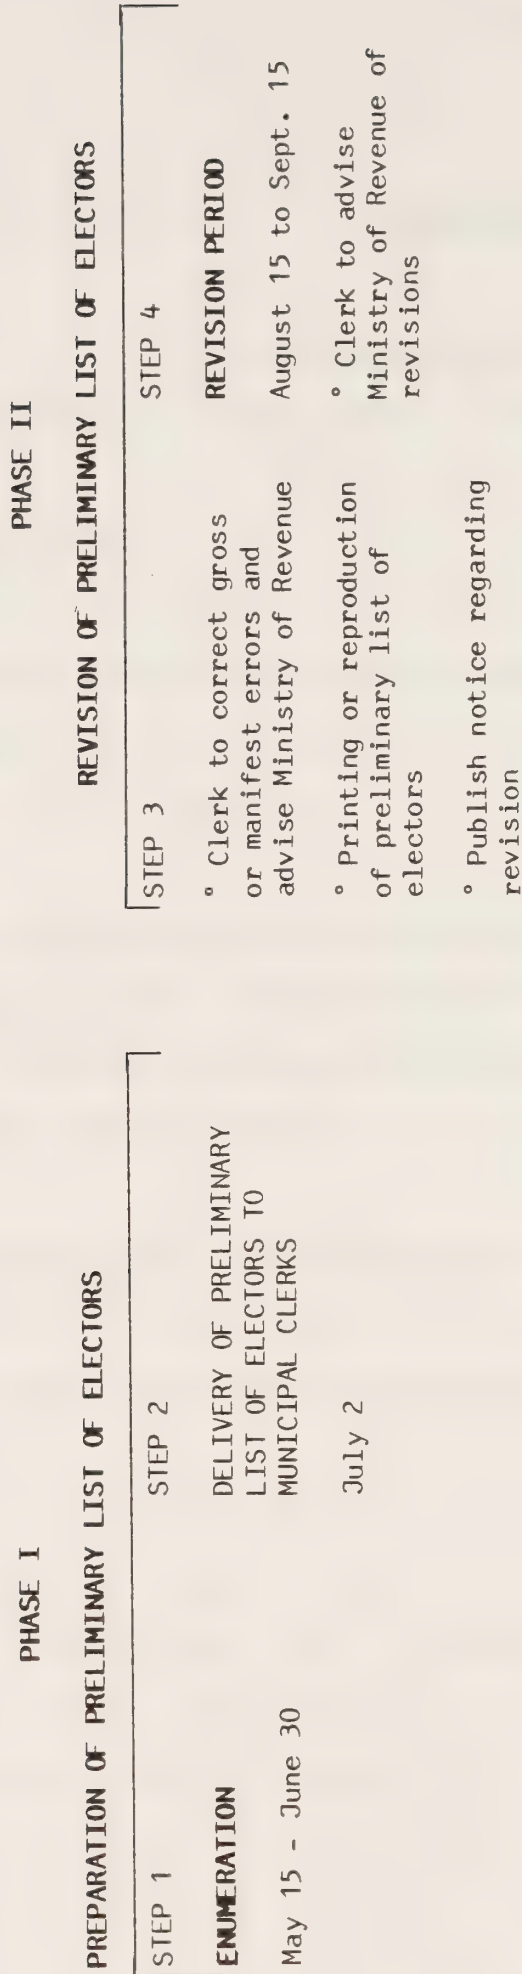 PHASE I
PREPARATION OF PRELIMINARY LIST OF ELECTORS
STEP 1
ENUMERATION
May 15 - June 30
STEP 2
DELIVERY OF PRELIMINARY
LIST OF ELECTORS TO
MUNICIPAL CLERKS
July 2
PHASE II
REVISION OF PRELIMINARY LIST OF ELECTORS
STEP 3
° Clerk to correct gross
or manifest errors and
advise Ministry of Revenue
° Printing or reproduction
of preliminary list of
electors
° Publish notice regarding
revision
STEP 4
REVISION PERIOD
August 15 to Sept. 15
° Clerk to advise
Ministry of Revenue of
revisions